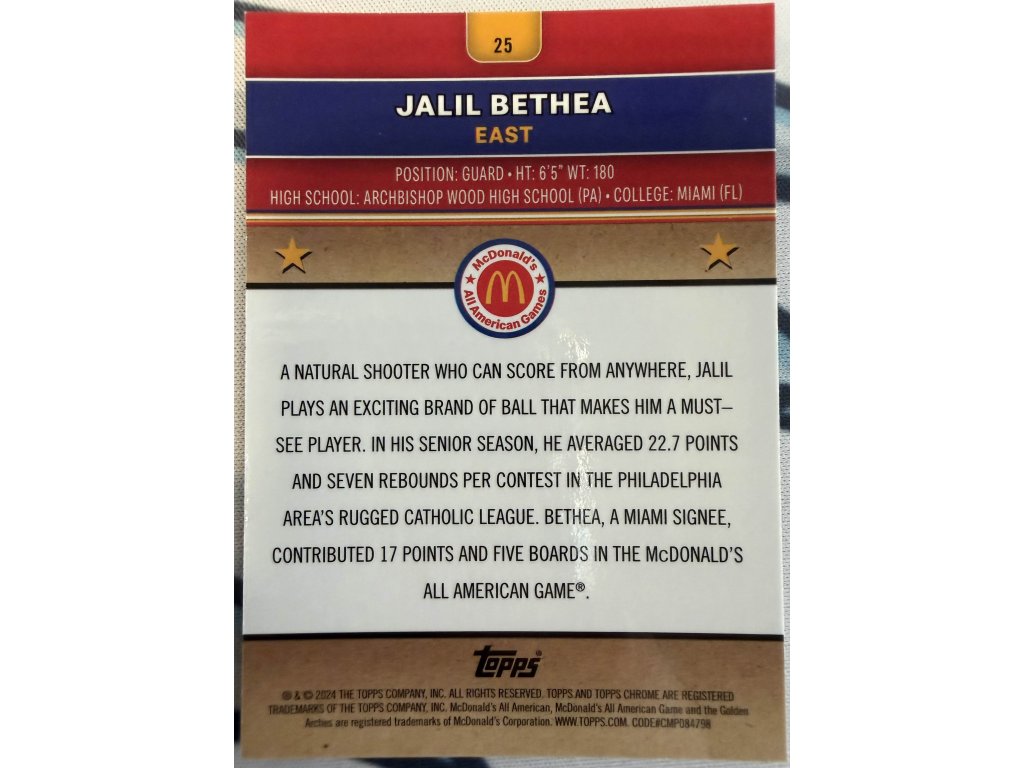 25
JALIL BETHEA
EAST
POSITION: GUARD • HT: 6'5" WT: 180
HIGH SCHOOL: ARCHBISHOP WOOD HIGH SCHOOL (PA) • COLLEGE: MIAMI (FL)
McDonald's
All American Games
A NATURAL SHOOTER WHO CAN SCORE FROM ANYWHERE, JALIL
PLAYS AN EXCITING BRAND OF BALL THAT MAKES HIM A MUST–
SEE PLAYER. IN HIS SENIOR SEASON, HE AVERAGED 22.7 POINTS
AND SEVEN REBOUNDS PER CONTEST IN THE PHILADELPHIA
AREA'S RUGGED CATHOLIC LEAGUE. BETHEA, A MIAMI SIGNEE,
CONTRIBUTED 17 POINTS AND FIVE BOARDS IN THE McDONALD'S
ALL AMERICAN GAME®.
Topps®
® & © 2024 THE TOPPS COMPANY, INC. ALL RIGHTS RESERVED. TOPPS AND TOPPS CHROME ARE REGISTERED
TRADEMARKS OF THE TOPPS COMPANY, INC. McDonald's All American, McDonald's All American Game and the Golden
Arches are registered trademarks of McDonald's Corporation. WWW.TOPPS.COM. CODE#CMP084798